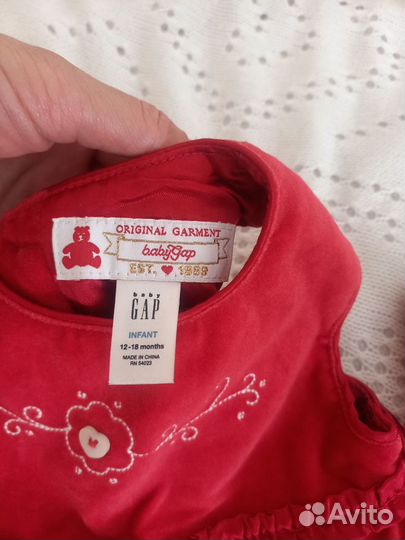 ORIGINAL GARMENT
babyGap
EST. 1969
baby
GAP
INFANT
12-18 months
MADE IN CHINA
RN 54023
Avito